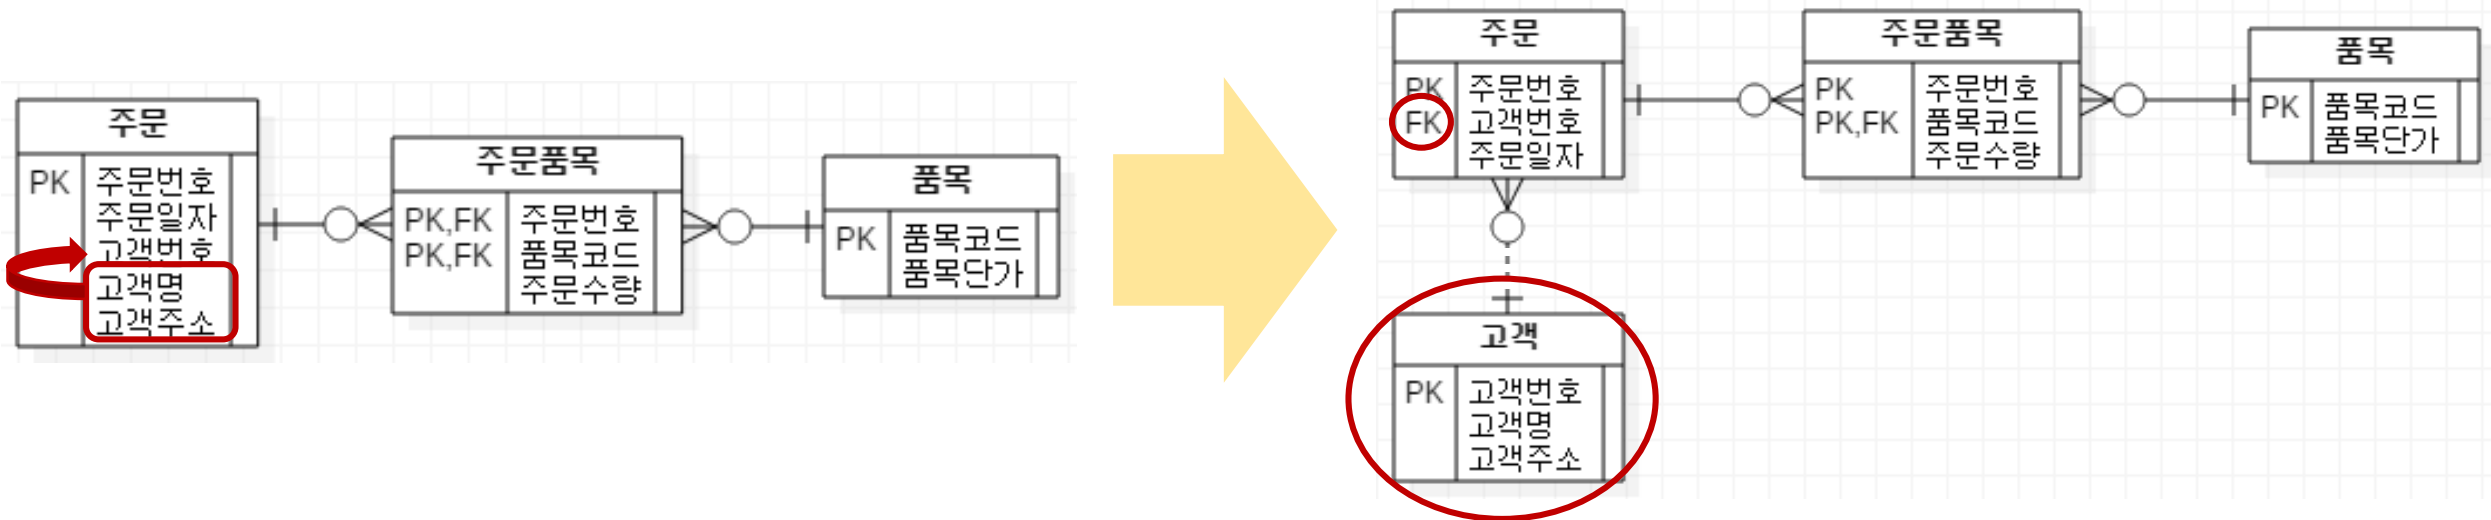 주문
PK 주문번호
주문일자
고객번호
고객명
고객주소
주문품목
PK,FK 주문번호
PK,FK 품목코드
주문수량
품목
PK 품목코드
품목단가
주문
PK 주문번호
FK 고객번호
주문일자
주문품목
PK 주문번호
PK,FK 품목코드
주문수량
품목
PK 품목코드
품목단가
고객
PK 고객번호
고객명
고객주소